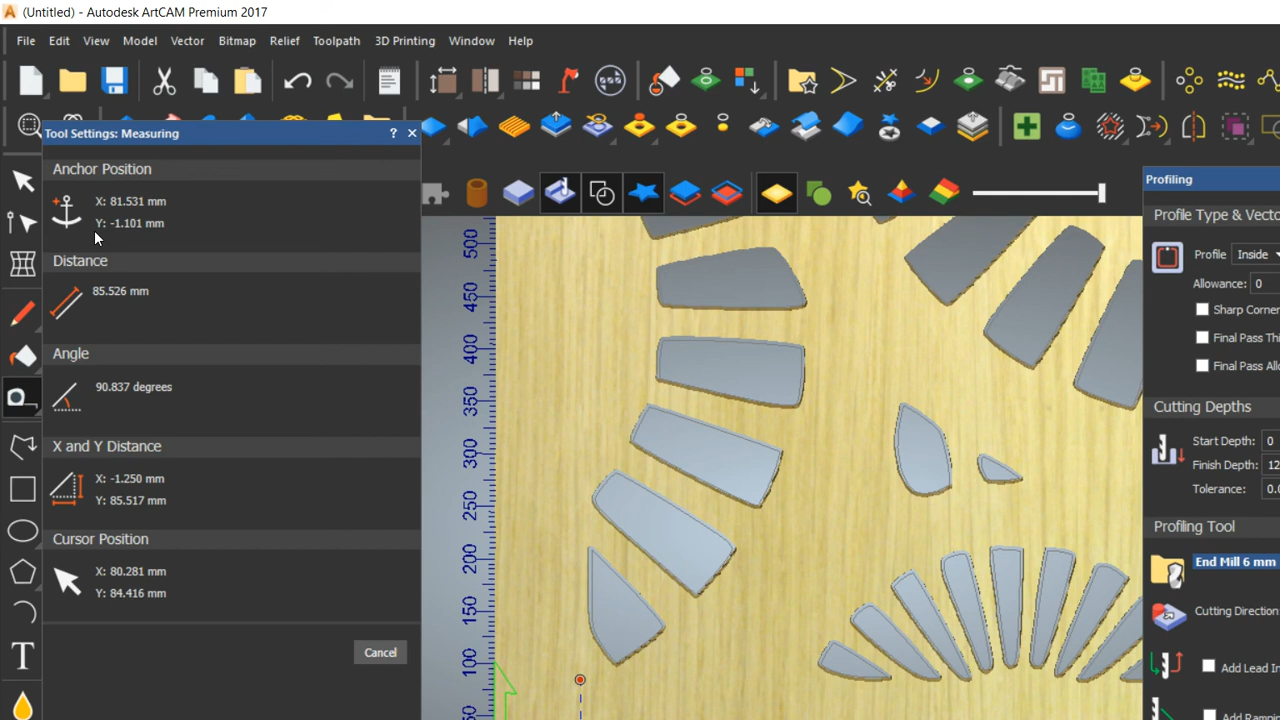 (Untitled) - Autodesk ArtCAM Premium 2017
File Edit View Model Vector Bitmap Relief Toolpath 3D Printing Window Help
Tool Settings: Measuring ? ×
Anchor Position
X: 81.531 mm
Y: -1.101 mm
Distance
85.526 mm
Angle
90.837 degrees
X and Y Distance
X: -1.250 mm
Y: 85.517 mm
Cursor Position
X: 80.281 mm
Y: 84.416 mm
Cancel
T
500
450
400
350
300
250
200
150
100
Profiling
Profile Type & Vecto
Profile Inside
Allowance: 0
Sharp Corner
Final Pass Thi
Final Pass Allo
Cutting Depths
Start Depth: 0
Finish Depth: 12
Tolerance: 0.0
Profiling Tool
End Mill 6 mm
Cutting Direction
Add Lead In
Add Ramping